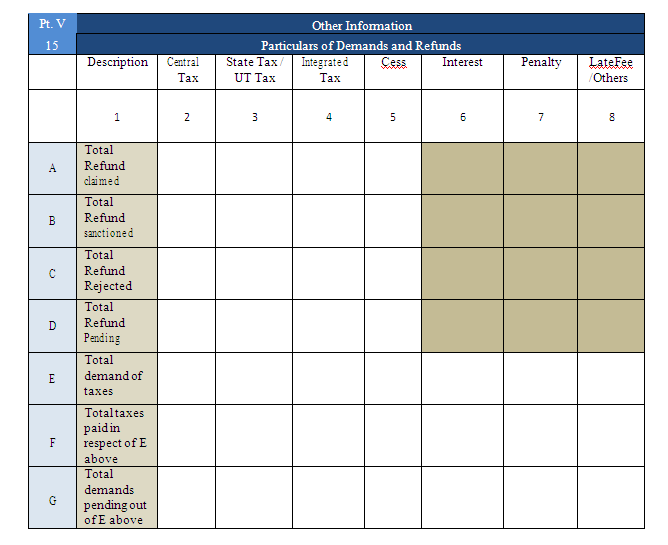 Pt. V
Other Information
15
Particulars of Demands and Refunds
Description
Central
Tax
State Tax /
UT Tax
Integrated
Tax
Cess
Interest
Penalty
LateFee
/Others
1
2
3
4
5
6
7
8
A
Total
Refund
claimed
B
Total
Refund
sanctioned
C
Total
Refund
Rejected
D
Total
Refund
Pending
E
Total
demand of
taxes
F
Total taxes
paid in
respect of E
above
G
Total
demands
pending out
of E above